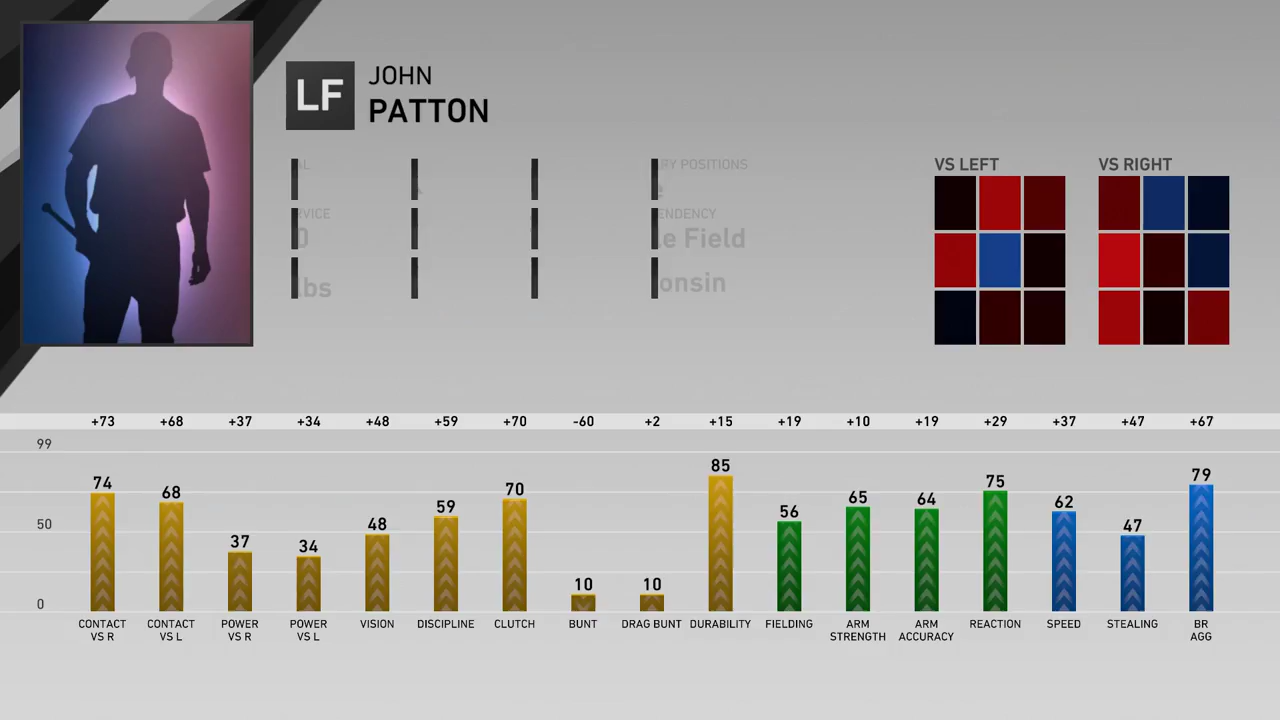 LF
JOHN
PATTON
POSITIONS
Field
lbs
VS LEFT
VS RIGHT
+73 +68 +37 +34 +48 +59 +70 -60 +2 +15 +19 +10 +19 +29 +37 +47 +67
99
50
0
74 68 37 34 48 59 70 10 10 85 56 65 64 75 62 47 79
CONTACT VS R
CONTACT VS L
POWER VS R
POWER VS L
VISION
DISCIPLINE
CLUTCH
BUNT
DRAG BUNT
DURABILITY
FIELDING
ARM STRENGTH
ARM ACCURACY
REACTION
SPEED
STEALING
BR AGG